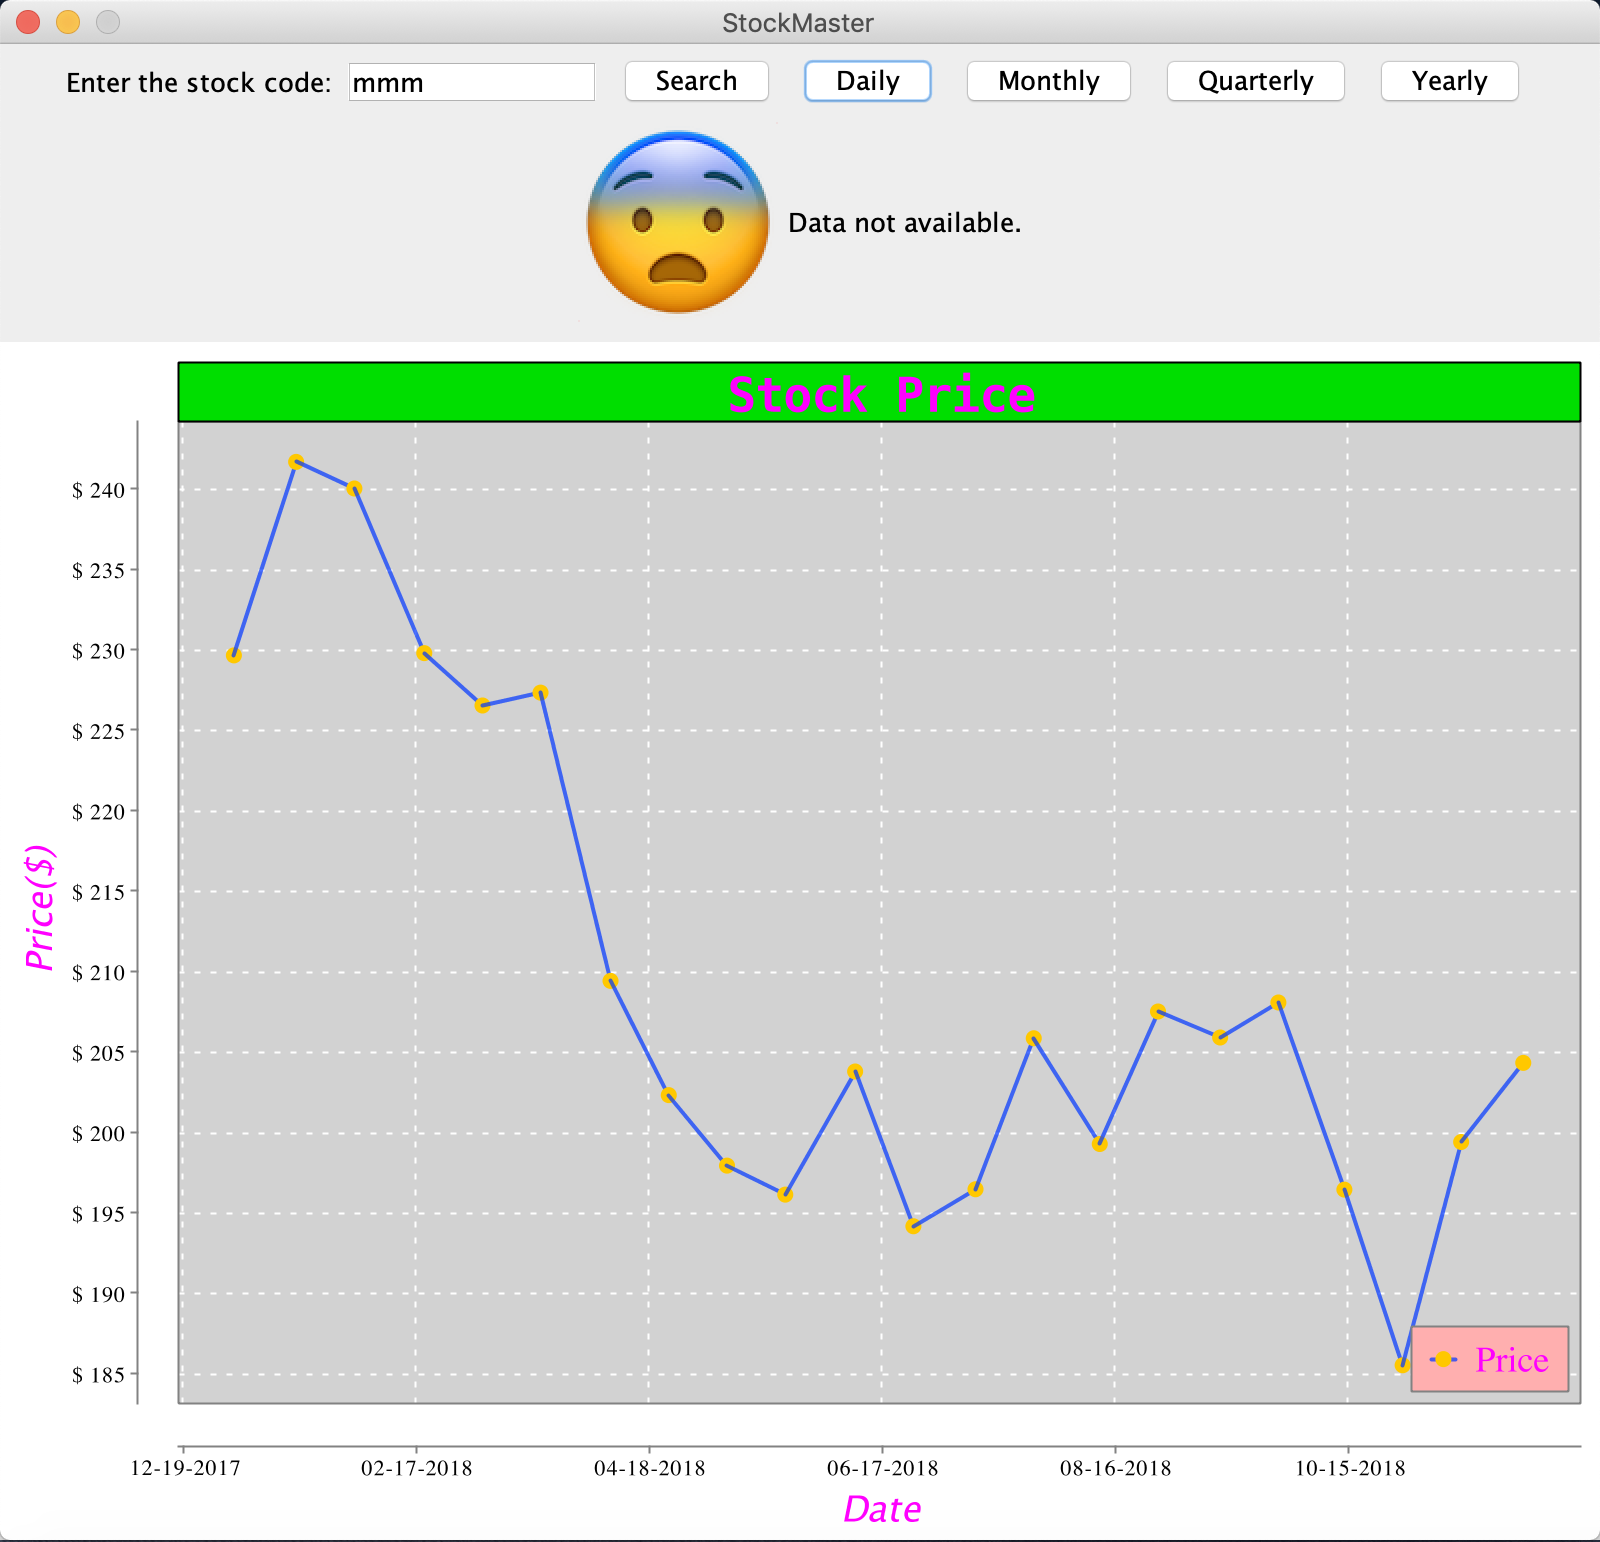 StockMaster
Enter the stock code: mmm Search Daily Monthly Quarterly Yearly
Data not available.
Stock Price
$ 240
$ 235
$ 230
$ 225
$ 220
$ 215
$ 210
$ 205
$ 200
$ 195
$ 190
$ 185
Price($)
Price
12-19-2017 02-17-2018 04-18-2018 06-17-2018 08-16-2018 10-15-2018
Date